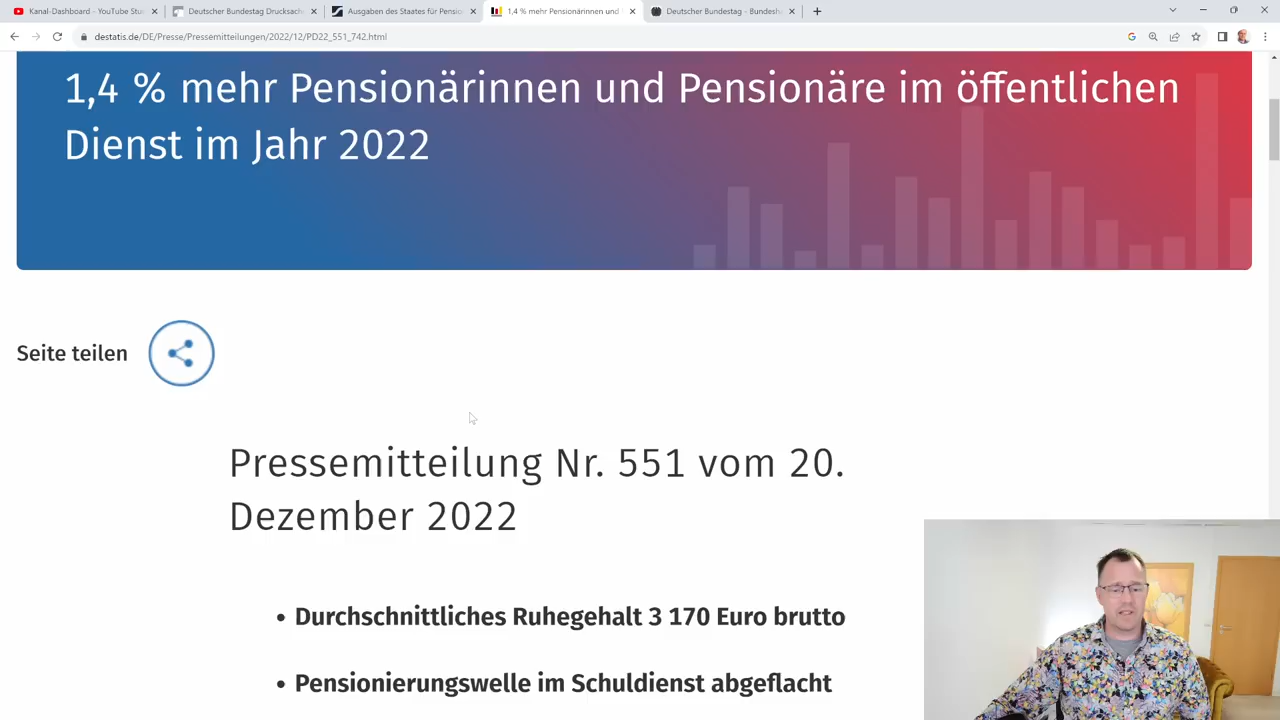 Kanal-Dashboard - YouTube Stu
Deutscher Bundestag Drucksache
Ausgaben des Staates für Pensio
1,4 % mehr Pensionärinnen und
Deutscher Bundestag - Bundesha
destatis.de/DE/Presse/Pressemitteilungen/2022/12/PD22_551_742.html
1,4 % mehr Pensionärinnen und Pensionäre im öffentlichen
Dienst im Jahr 2022
Seite teilen
Pressemitteilung Nr. 551 vom 20.
Dezember 2022
• Durchschnittliches Ruhegehalt 3 170 Euro brutto
• Pensionierungswelle im Schuldienst abgeflacht